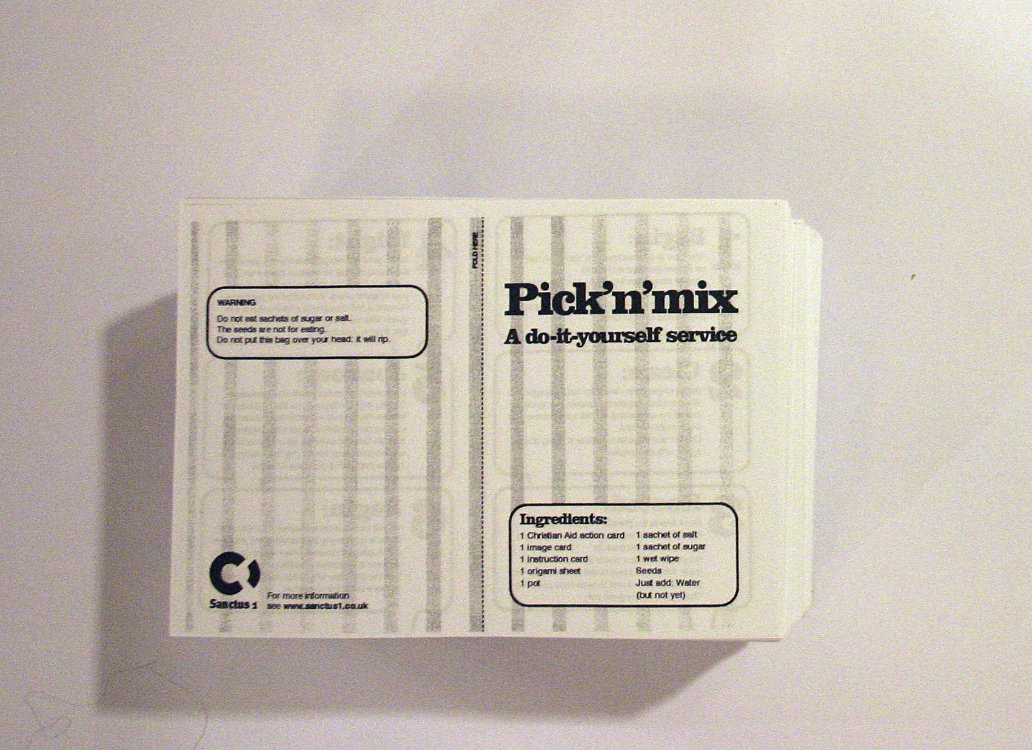 WARNING
Do not eat sachets of sugar or salt.
The seeds are not for eating.
Do not put this bag over your head: it will rip.
Sanctus 1
For more information
see www.sanctus1.co.uk
FOLD HERE
Pick'n'mix
A do-it-yourself service
Ingredients:
1 Christian Aid action card
1 image card
1 instruction card
1 origami sheet
1 pot
1 sachet of salt
1 sachet of sugar
1 wet wipe
Seeds
Just add: Water
(but not yet)